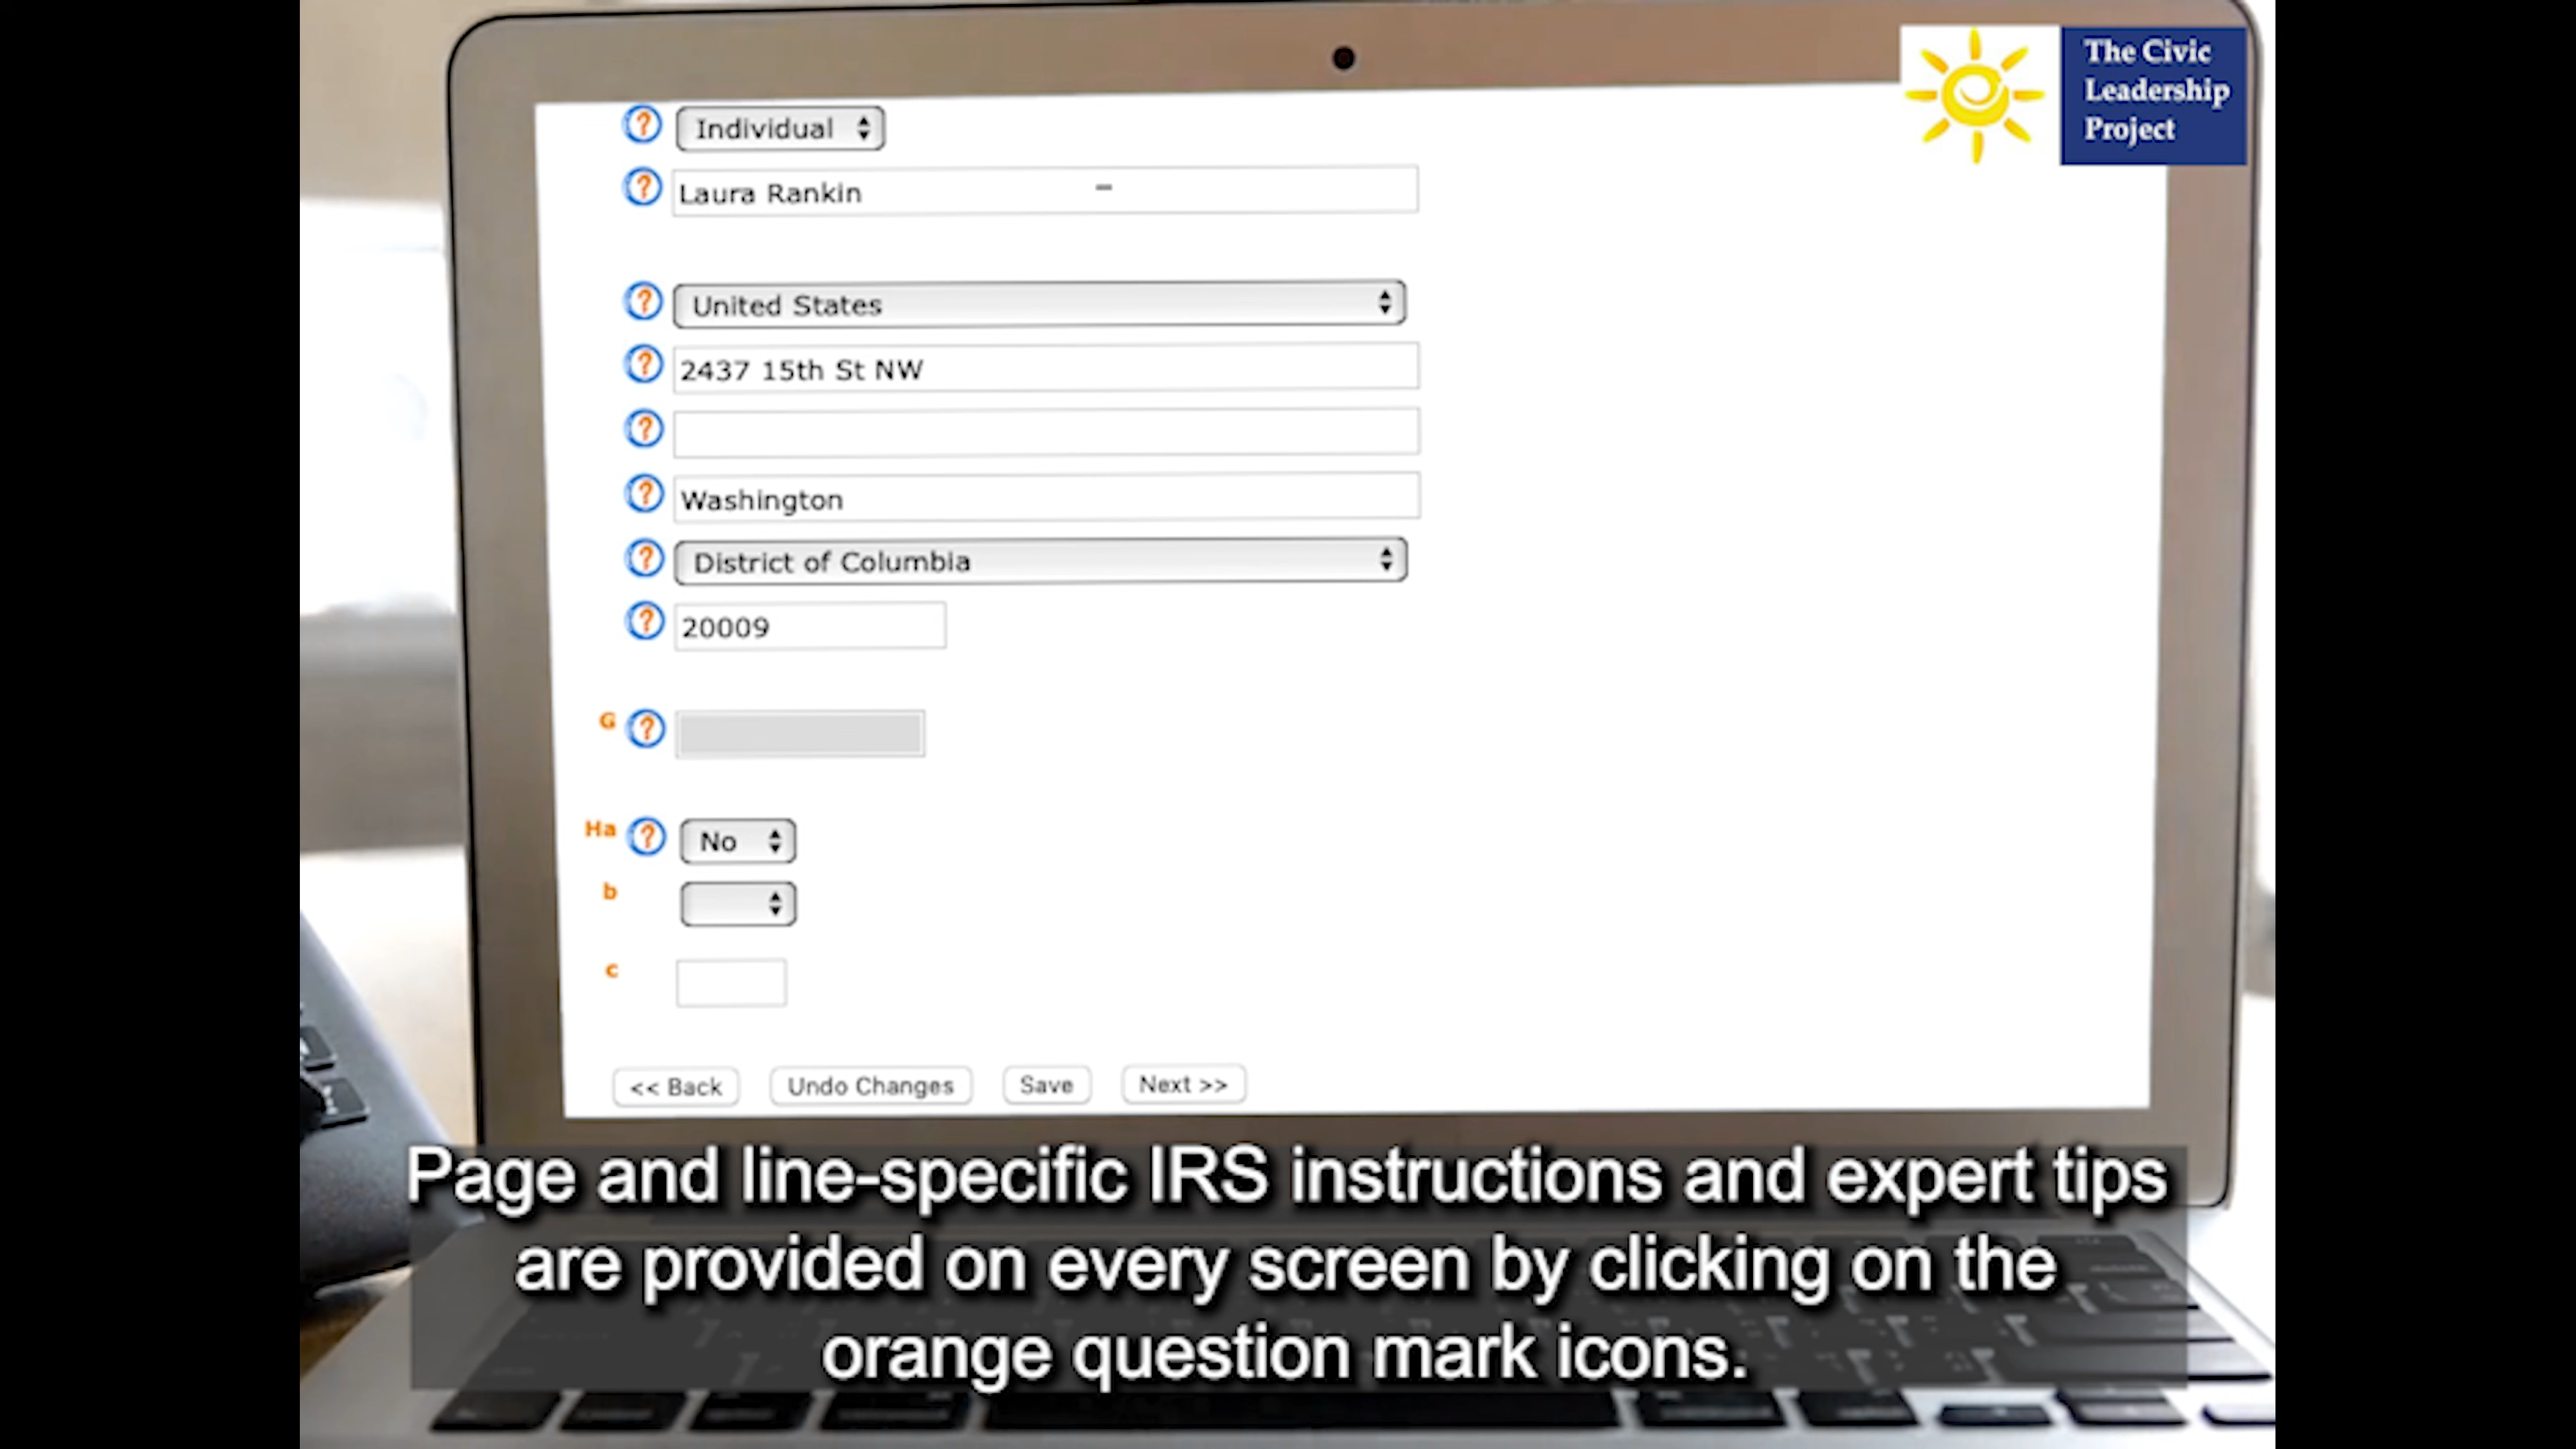 The Civic
Leadership
Project
? Individual
? Laura Rankin
? United States
? 2437 15th St NW
?
? Washington
? District of Columbia
? 20009
G ?
Ha ? No
b
c
<< Back Undo Changes Save Next >>
Page and line-specific IRS instructions and expert tips
are provided on every screen by clicking on the
orange question mark icons.